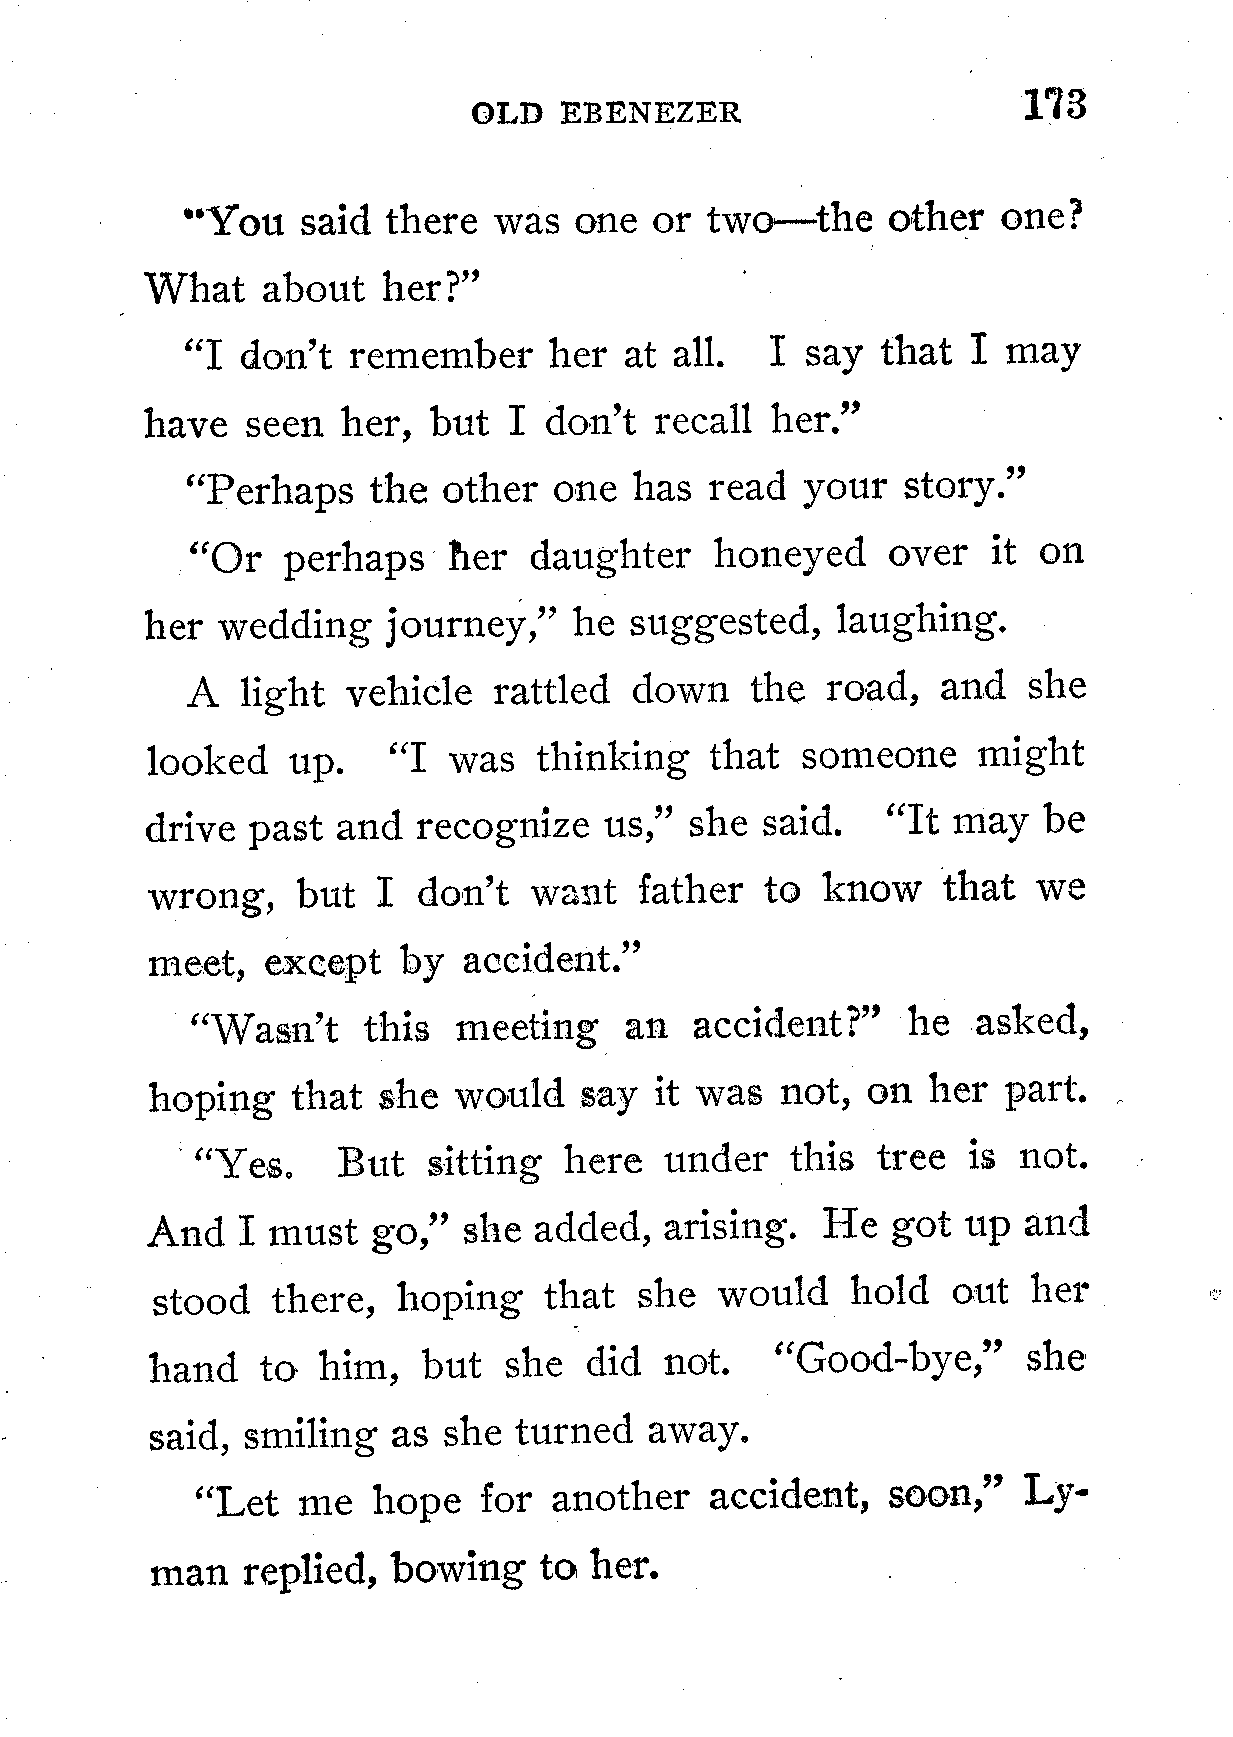 OLD EBENEZER 173
“You said there was one or two—the other one?
What about her?”
“I don’t remember her at all. I say that I may
have seen her, but I don’t recall her.”
“Perhaps the other one has read your story.”
“Or perhaps her daughter honeyed over it on
her wedding journey,” he suggested, laughing.
A light vehicle rattled down the road, and she
looked up. “I was thinking that someone might
drive past and recognize us,” she said. “It may be
wrong, but I don’t want father to know that we
meet, except by accident.”
“Wasn’t this meeting an accident?” he asked,
hoping that she would say it was not, on her part.
“Yes. But sitting here under this tree is not.
And I must go,” she added, arising. He got up and
stood there, hoping that she would hold out her
hand to him, but she did not. “Good-bye,” she
said, smiling as she turned away.
“Let me hope for another accident, soon,” Ly-
man replied, bowing to her.